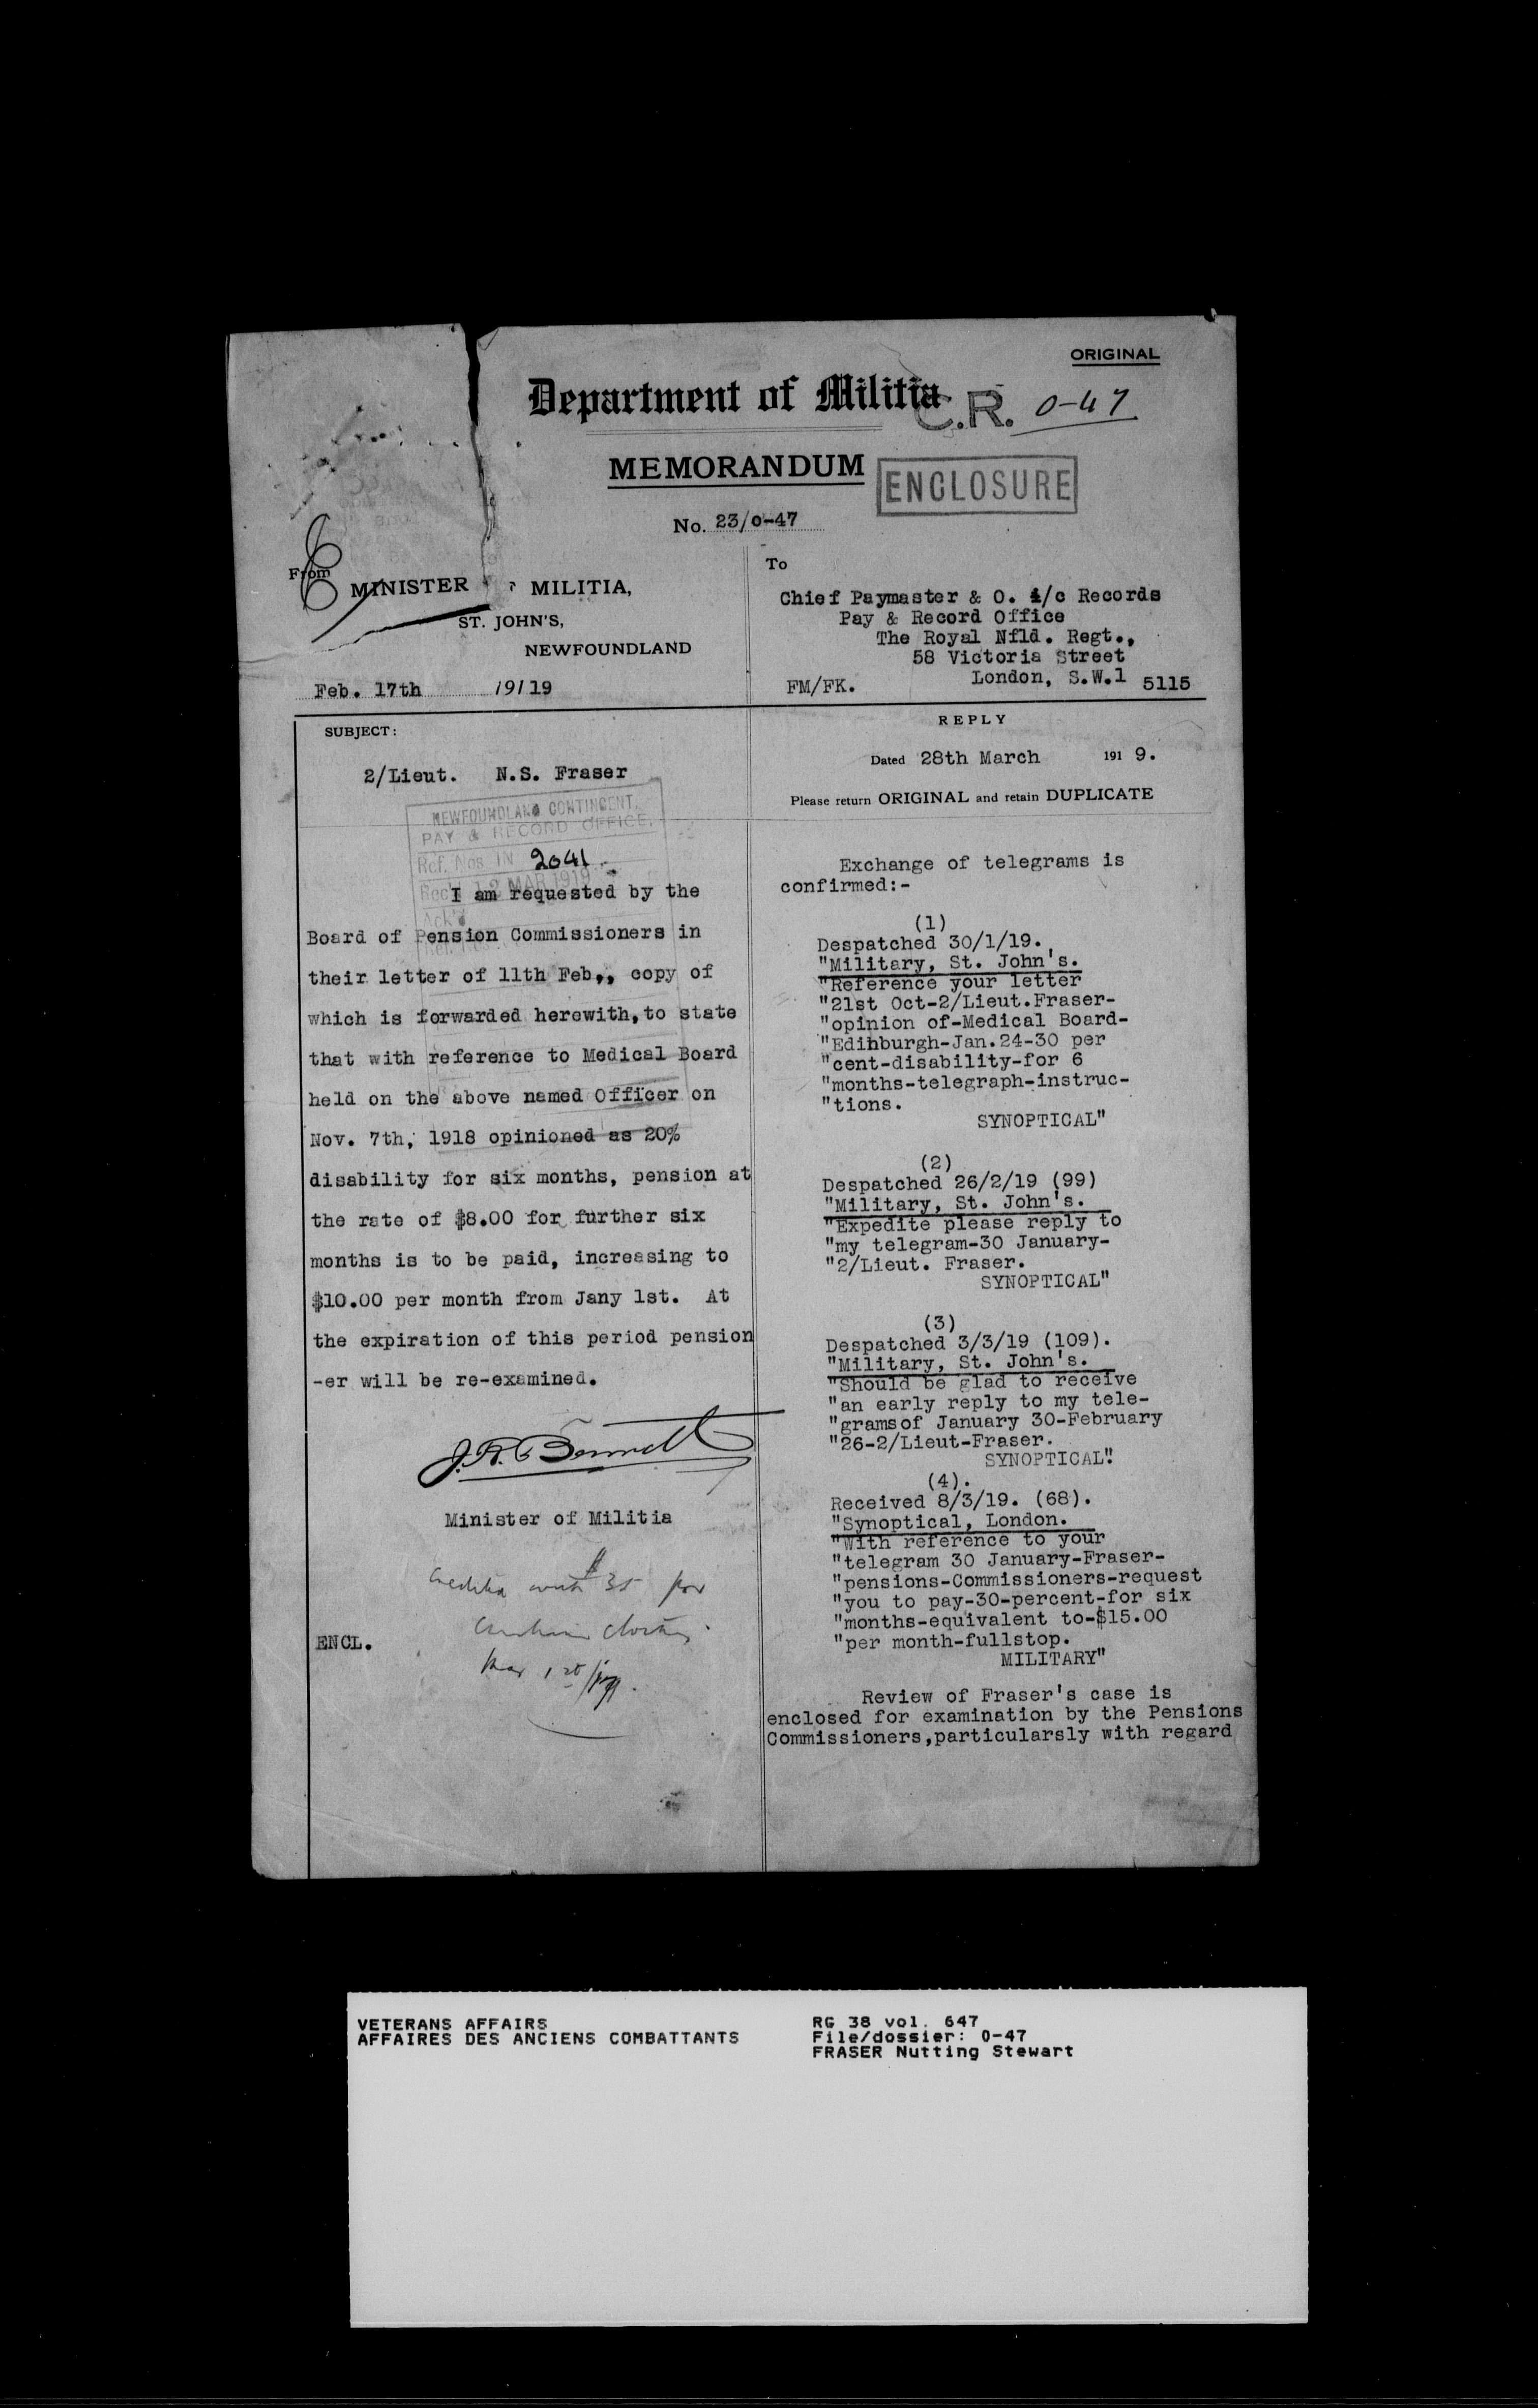 ORIGINAL
Department of Militia
C.R. 0-47
MEMORANDUM
ENCLOSURE
No. 23/0-47
From
MINISTER MILITIA,
ST. JOHN'S,
NEWFOUNDLAND
Feb. 17th 191 19
To
Chief Paymaster & O. i/c Records
Pay & Record Office
The Royal Nfld. Regt.,
58 Victoria Street
London, S.W.1
FM/FK. 5115
SUBJECT:
2/Lieut. N.S. Fraser
NEWFOUNDLAND CONTINGENT.
PAY & RECORD OFFICE.
Ref. Nos. IN 2041
Rec'd 12 MAR 1919
Ack'd
I am requested by the
Board of Pension Commissioners in
their letter of 11th Feb,, copy of
which is forwarded herewith,to state
that with reference to Medical Board
held on the above named Officer on
Nov. 7th, 1918 opinioned as 20%
disability for six months, pension at
the rate of $8.00 for further six
months is to be paid, increasing to
$10.00 per month from Jany 1st. At
the expiration of this period pension
-er will be re-examined.
J.R. Bennett
Minister of Militia
with $35 for
ENCL.
REPLY
Dated 28th March 191 9.
Please return ORIGINAL and retain DUPLICATE
Exchange of telegrams is
confirmed:-
(1)
Despatched 30/1/19.
"Military, St. John's.
"Reference your letter
"21st Oct-2/Lieut.Fraser-
"opinion of-Medical Board-
"Edinburgh-Jan.24-30 per
"cent-disability-for 6
"months-telegraph-instruc-
"tions.
SYNOPTICAL"
(2)
Despatched 26/2/19 (99)
"Military, St. John's.
"Expedite please reply to
"my telegram-30 January-
"2/Lieut. Fraser.
SYNOPTICAL"
(3)
Despatched 3/3/19 (109).
"Military, St. John's.
"Should be glad to receive
"an early reply to my tele-
"gramsof January 30-February
"26-2/Lieut-Fraser.
SYNOPTICAL".
(4).
Received 8/3/19. (68).
"Synoptical, London.
"With reference to your
"telegram 30 January-Fraser-
"pensions-Commissioners-request
"you to pay-30-percent-for six
"months-equivalent to-$15.00
"per month-fullstop.
MILITARY"
Review of Fraser's case is
enclosed for examination by the Pensions
Commissioners,particularsly with regard
VETERANS AFFAIRS
AFFAIRES DES ANCIENS COMBATTANTS
RG 38 vol. 647
File/dossier: 0-47
FRASER Nutting Stewart